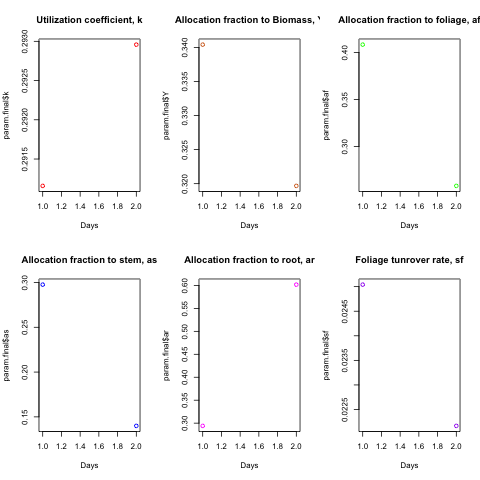 Utilization coefficient, k
param.final$k
0.2915 0.2920 0.2925 0.2930
1.0 1.2 1.4 1.6 1.8 2.0
Days
Allocation fraction to Biomass, Y
param.final$Y
0.320 0.325 0.330 0.335 0.340
1.0 1.2 1.4 1.6 1.8 2.0
Days
Allocation fraction to foliage, af
param.final$af
0.30 0.35 0.40
1.0 1.2 1.4 1.6 1.8 2.0
Days
Allocation fraction to stem, as
param.final$as
0.15 0.20 0.30
1.0 1.2 1.4 1.6 1.8 2.0
Days
Allocation fraction to root, ar
param.final$ar
0.30 0.35 0.40 0.45 0.50 0.55 0.60
1.0 1.2 1.4 1.6 1.8 2.0
Days
Foliage tunrover rate, sf
param.final$sf
0.0225 0.0235 0.0245
1.0 1.2 1.4 1.6 1.8 2.0
Days